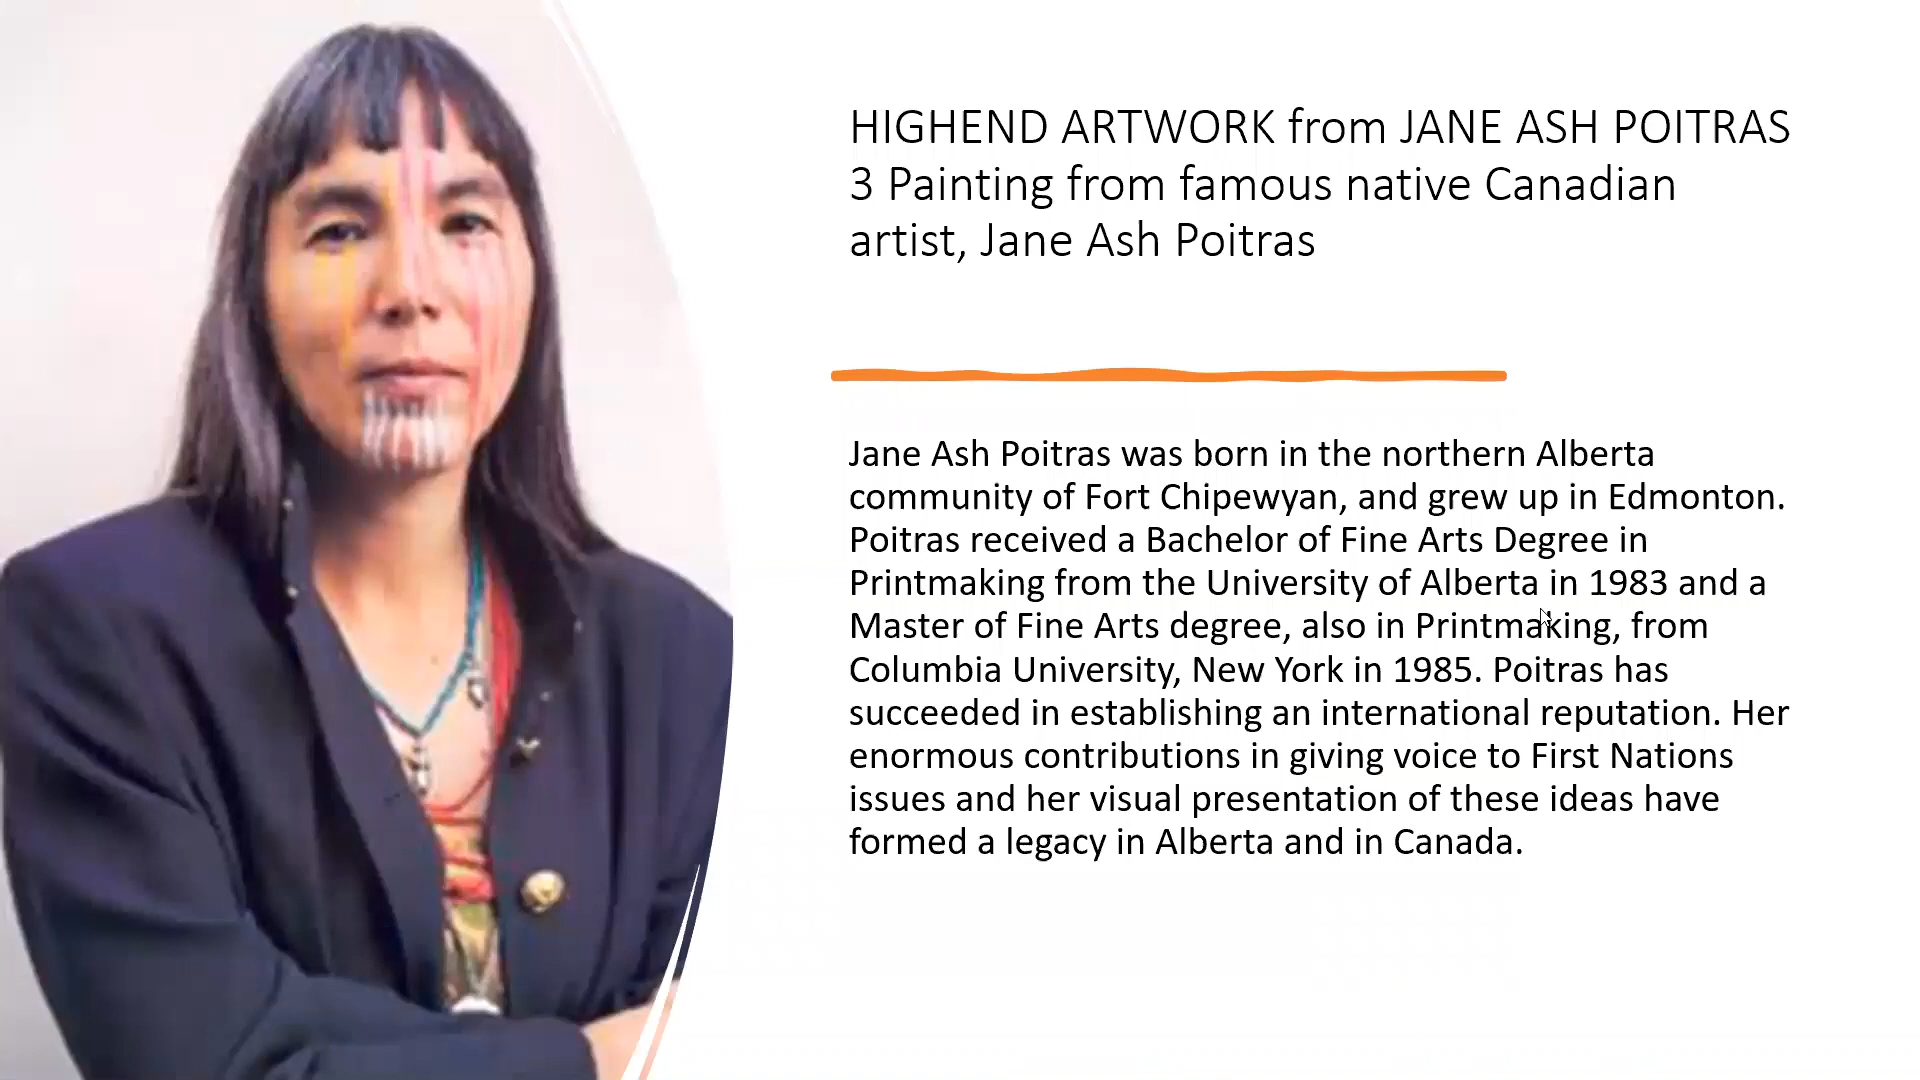 HIGHEND ARTWORK from JANE ASH POITRAS
3 Painting from famous native Canadian
artist, Jane Ash Poitras
Jane Ash Poitras was born in the northern Alberta
community of Fort Chipewyan, and grew up in Edmonton.
Poitras received a Bachelor of Fine Arts Degree in
Printmaking from the University of Alberta in 1983 and a
Master of Fine Arts degree, also in Printmaking, from
Columbia University, New York in 1985. Poitras has
succeeded in establishing an international reputation. Her
enormous contributions in giving voice to First Nations
issues and her visual presentation of these ideas have
formed a legacy in Alberta and in Canada.